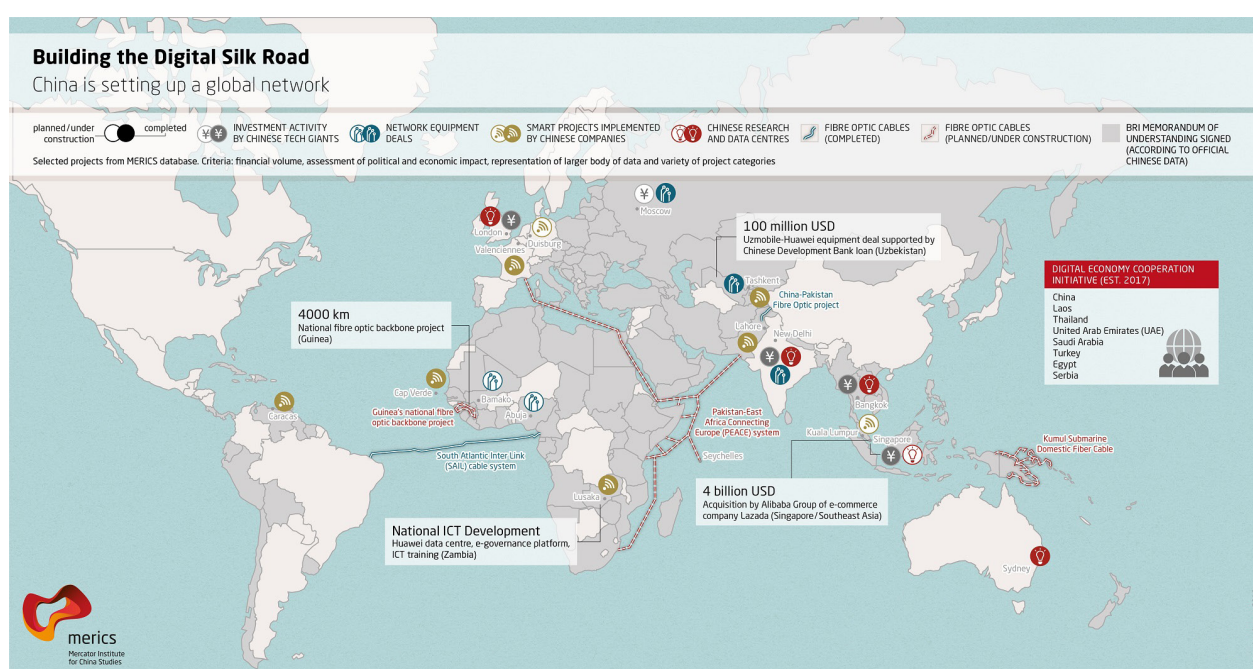 Building the Digital Silk Road
China is setting up a global network
planned/under
construction
completed
INVESTMENT ACTIVITY
BY CHINESE TECH GIANTS
NETWORK EQUIPMENT
DEALS
SMART PROJECTS IMPLEMENTED
BY CHINESE COMPANIES
CHINESE RESEARCH
AND DATA CENTRES
FIBRE OPTIC CABLES
(COMPLETED)
FIBRE OPTIC CABLES
(PLANNED/UNDER CONSTRUCTION)
BRI MEMORANDUM OF
UNDERSTANDING SIGNED
(ACCORDING TO OFFICIAL
CHINESE DATA)
Selected projects from MERICS database. Criteria: financial volume, assessment of political and economic impact, representation of larger body of data and variety of project categories
Moscow
London
Duisburg
Valenciennes
100 million USD
Uzmobile-Huawei equipment deal supported by
Chinese Development Bank loan (Uzbekistan)
Tashkent
China-Pakistan
Fibre Optic project
Lahore
New Delhi
DIGITAL ECONOMY COOPERATION
INITIATIVE (EST. 2017)
China
Laos
Thailand
United Arab Emirates (UAE)
Saudi Arabia
Turkey
Egypt
Serbia
4000 km
National fibre optic backbone project
(Guinea)
Cap Verde
Bamako
Abuja
Caracas
Guinea's national fibre
optic backbone project
Pakistan-East
Africa Connecting
Europe (PEACE) system
Bangkok
Kuala Lumpur
Singapore
Kumul Submarine
Domestic Fiber Cable
South Atlantic Inter Link
(SAIL) cable system
Seychelles
Lusaka
4 billion USD
Acquisition by Alibaba Group of e-commerce
company Lazada (Singapore/Southeast Asia)
National ICT Development
Huawei data centre, e-governance platform,
ICT training (Zambia)
Sydney
merics
Mercator Institute
for China Studies